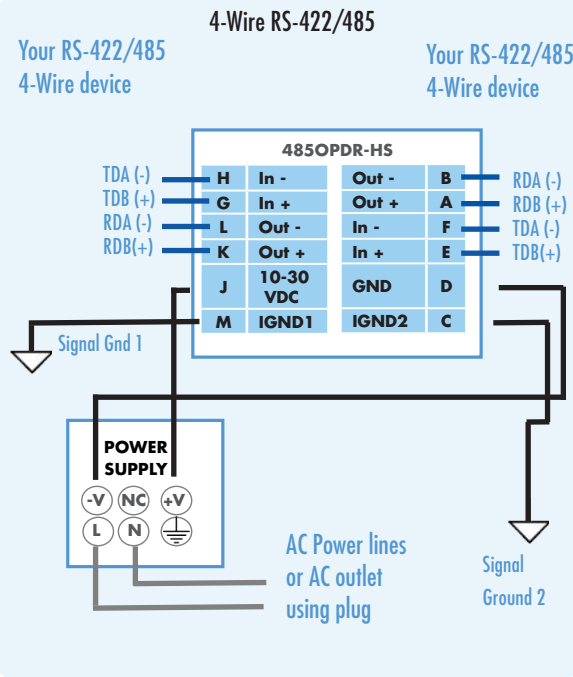 4-Wire RS-422/485
Your RS-422/485
4-Wire device
Your RS-422/485
4-Wire device
485OPDR-HS
TDA (-) H In - Out - B RDA (-)
TDB (+) G In + Out + A RDB (+)
RDA (-) L Out - In - F TDA (-)
RDB(+) K Out + In + E TDB(+)
J 10-30 GND D
VDC
M IGND1 IGND2 C
Signal Gnd 1
POWER
SUPPLY
-V NC +V
L N
AC Power lines
or AC outlet
using plug
Signal
Ground 2